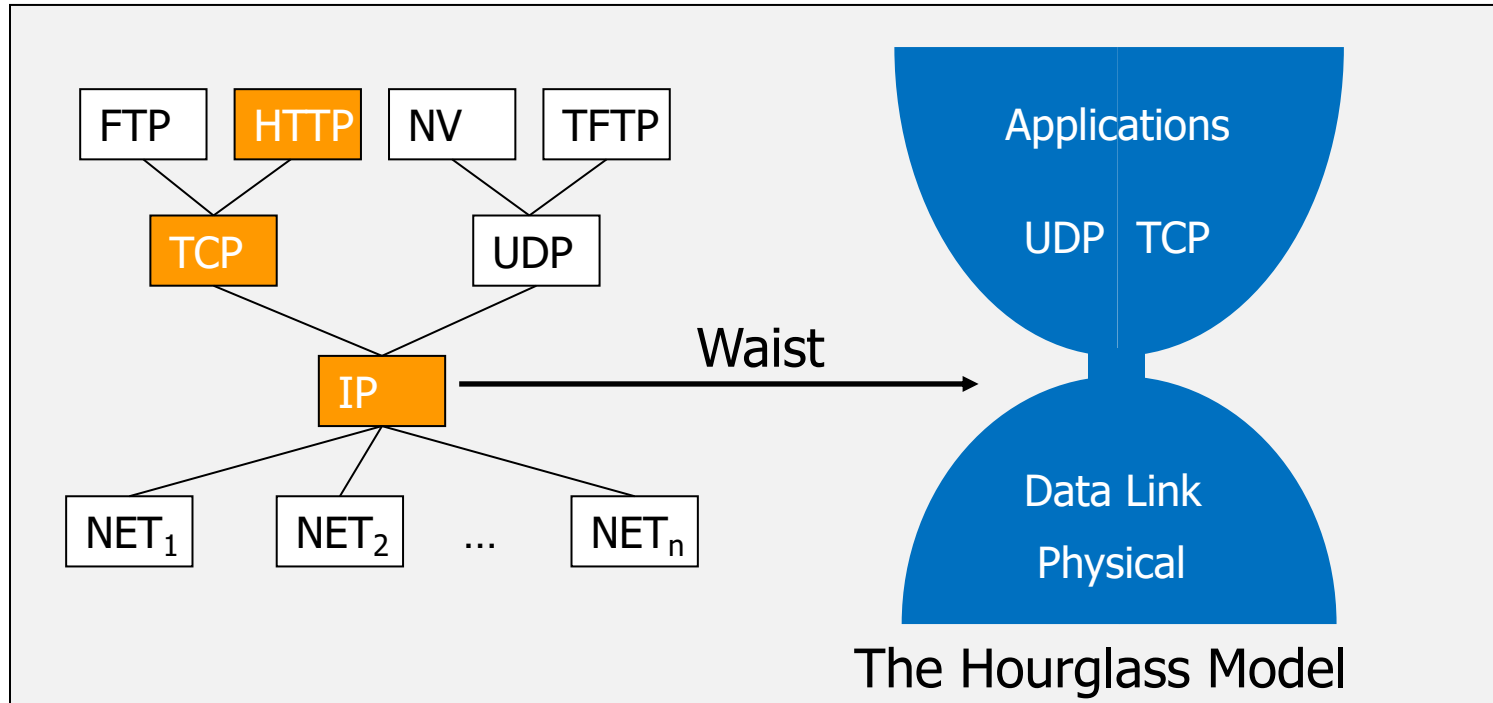 FTP HTTP NV TFTP
TCP UDP
IP
NET₁ NET₂ ... NETₙ
Waist
Applications
UDP TCP
Data Link
Physical
The Hourglass Model